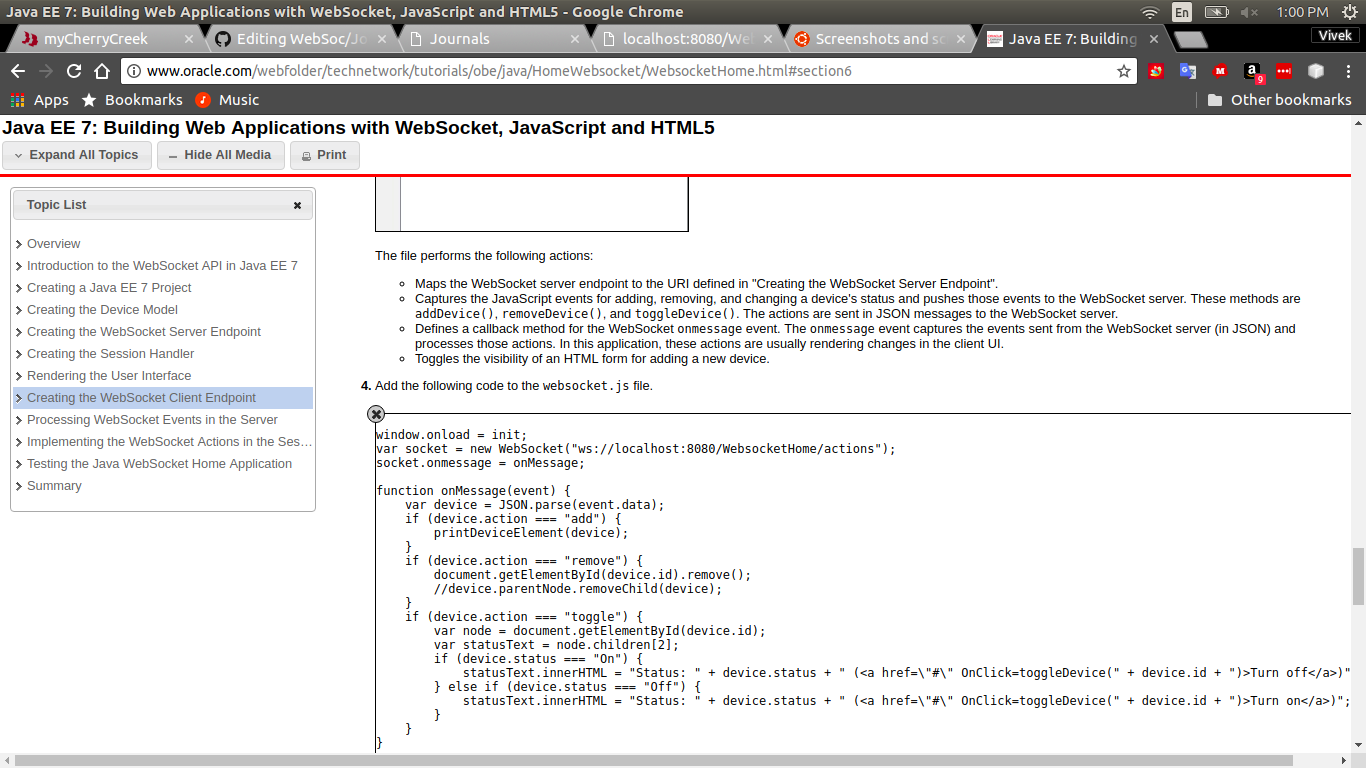 Java EE 7: Building Web Applications with WebSocket, JavaScript and HTML5 - Google Chrome
En
1:00 PM
myCherryCreek
Editing WebSoc/Jo
Journals
localhost:8080/We
Screenshots and sc
Java EE 7: Building
Vivek
www.oracle.com/webfolder/technetwork/tutorials/obe/java/HomeWebsocket/WebsocketHome.html#section6
9
Apps
Bookmarks
Music
Other bookmarks
Java EE 7: Building Web Applications with WebSocket, JavaScript and HTML5
Expand All Topics
Hide All Media
Print
Topic List
Overview
Introduction to the WebSocket API in Java EE 7
Creating a Java EE 7 Project
Creating the Device Model
Creating the WebSocket Server Endpoint
Creating the Session Handler
Rendering the User Interface
Creating the WebSocket Client Endpoint
Processing WebSocket Events in the Server
Implementing the WebSocket Actions in the Ses...
Testing the Java WebSocket Home Application
Summary
The file performs the following actions:
Maps the WebSocket server endpoint to the URI defined in "Creating the WebSocket Server Endpoint".
Captures the JavaScript events for adding, removing, and changing a device's status and pushes those events to the WebSocket server. These methods are
addDevice(), removeDevice(), and toggleDevice(). The actions are sent in JSON messages to the WebSocket server.
Defines a callback method for the WebSocket onmessage event. The onmessage event captures the events sent from the WebSocket server (in JSON) and
processes those actions. In this application, these actions are usually rendering changes in the client UI.
Toggles the visibility of an HTML form for adding a new device.
4. Add the following code to the websocket.js file.
window.onload = init;
var socket = new WebSocket("ws://localhost:8080/WebsocketHome/actions");
socket.onmessage = onMessage;
function onMessage(event) {
var device = JSON.parse(event.data);
if (device.action === "add") {
printDeviceElement(device);
}
if (device.action === "remove") {
document.getElementById(device.id).remove();
//device.parentNode.removeChild(device);
}
if (device.action === "toggle") {
var node = document.getElementById(device.id);
var statusText = node.children[2];
if (device.status === "On") {
statusText.innerHTML = "Status: " + device.status + " (<a href=\"#\" OnClick=toggleDevice(" + device.id + ")>Turn off</a>)"
} else if (device.status === "Off") {
statusText.innerHTML = "Status: " + device.status + " (<a href=\"#\" OnClick=toggleDevice(" + device.id + ")>Turn on</a>)";
}
}
}